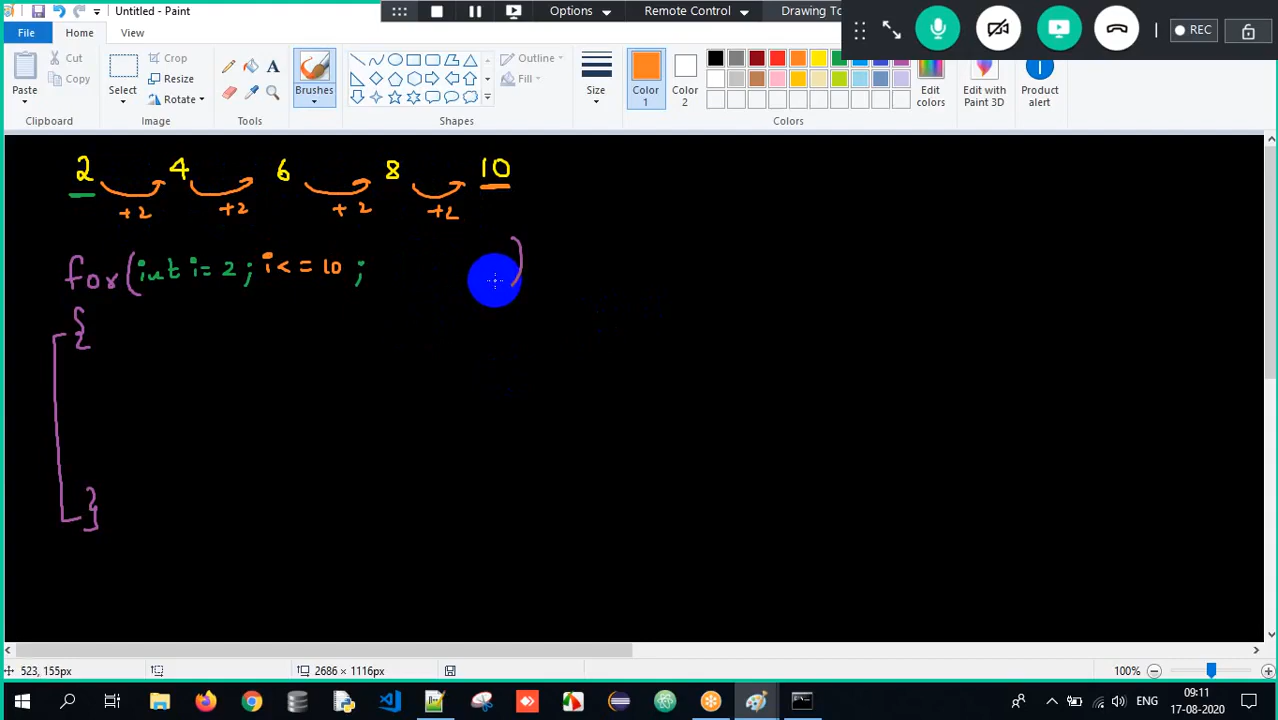 Untitled - Paint
Options
Remote Control
Drawing To
REC
File
Home
View
Paste
Cut
Copy
Select
Crop
Resize
Rotate
A
Brushes
Outline
Fill
Size
Color 1
Color 2
Edit colors
Edit with Paint 3D
Product alert
Clipboard
Image
Tools
Shapes
Colors
2 4 6 8 10
+2 +2 +2 +2
for(int i=2; i<=10; )
{
}
523, 155px
2686 × 1116px
100%
ENG
09:11
17-08-2020